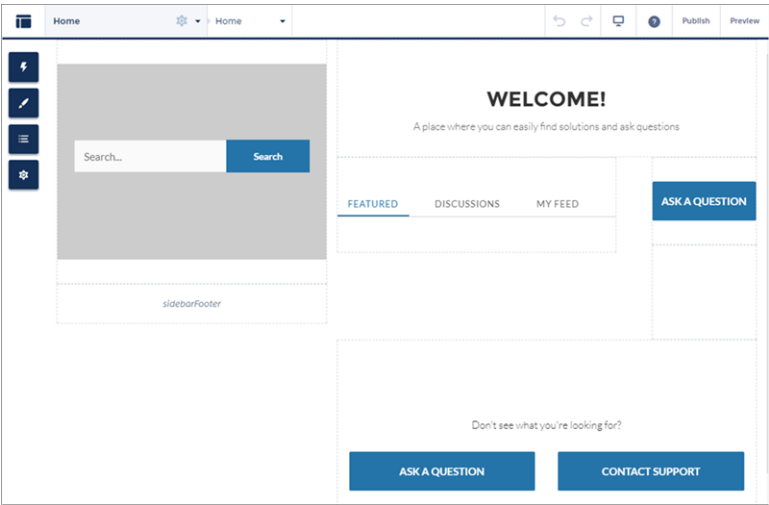 Home
Home
?
Publish
Preview
Search...
Search
sidebarFooter
WELCOME!
A place where you can easily find solutions and ask questions
FEATURED
DISCUSSIONS
MY FEED
ASK A QUESTION
Don't see what you're looking for?
ASK A QUESTION
CONTACT SUPPORT